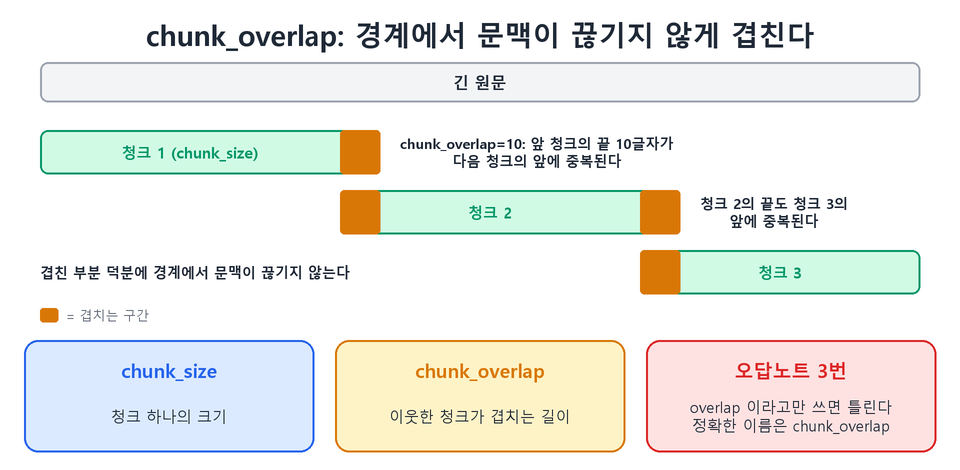 chunk_overlap: 경계에서 문맥이 끊기지 않게 겹친다
긴 원문
청크 1 (chunk_size)
chunk_overlap=10: 앞 청크의 끝 10글자가
다음 청크의 앞에 중복된다
청크 2
청크 2의 끝도 청크 3의
앞에 중복된다
겹친 부분 덕분에 경계에서 문맥이 끊기지 않는다
청크 3
= 겹치는 구간
chunk_size
청크 하나의 크기
chunk_overlap
이웃한 청크가 겹치는 길이
오답노트 3번
overlap 이라고만 쓰면 틀린다
정확한 이름은 chunk_overlap